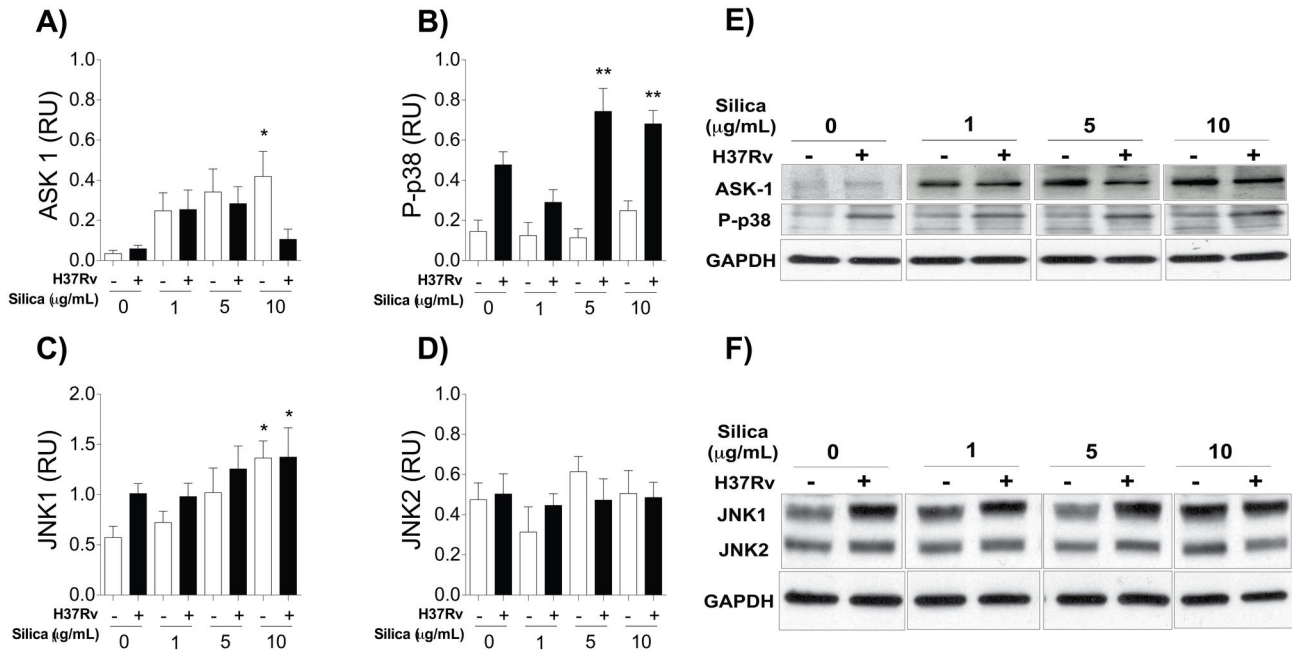 A)
ASK 1 (RU)
1.0
0.8
0.6
0.4
0.2
0.0
*
H37Rv - + - + - + - +
Silica (μg/mL) 0 1 5 10
B)
P-p38 (RU)
1.0
0.8
0.6
0.4
0.2
0.0
** **
H37Rv - + - + - + - +
Silica (μg/mL) 0 1 5 10
E)
Silica
(μg/mL) 0 1 5 10
H37Rv - + - + - + - +
ASK-1
P-p38
GAPDH
C)
JNK1 (RU)
2.0
1.5
1.0
0.5
0.0
* *
H37Rv - + - + - + - +
Silica (μg/mL) 0 1 5 10
D)
JNK2 (RU)
1.0
0.8
0.6
0.4
0.2
0.0
H37Rv - + - + - + - +
Silica (μg/mL) 0 1 5 10
F)
Silica
(μg/mL) 0 1 5 10
H37Rv - + - + - + - +
JNK1
JNK2
GAPDH